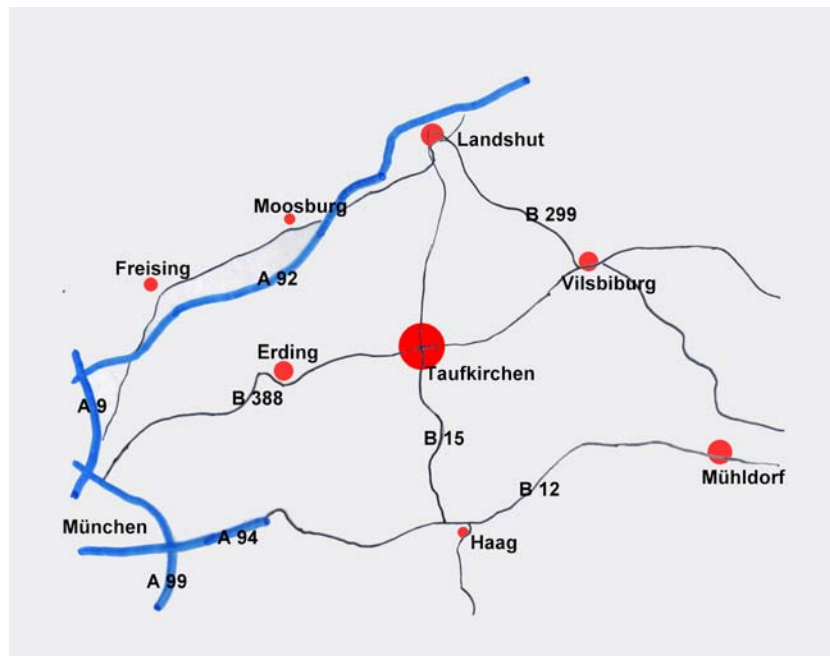 Landshut
Moosburg
B 299
Freising
A 92
Vilsbiburg
Erding
Taufkirchen
A 9
B 388
B 15
Mühldorf
B 12
München
A 94
Haag
A 99